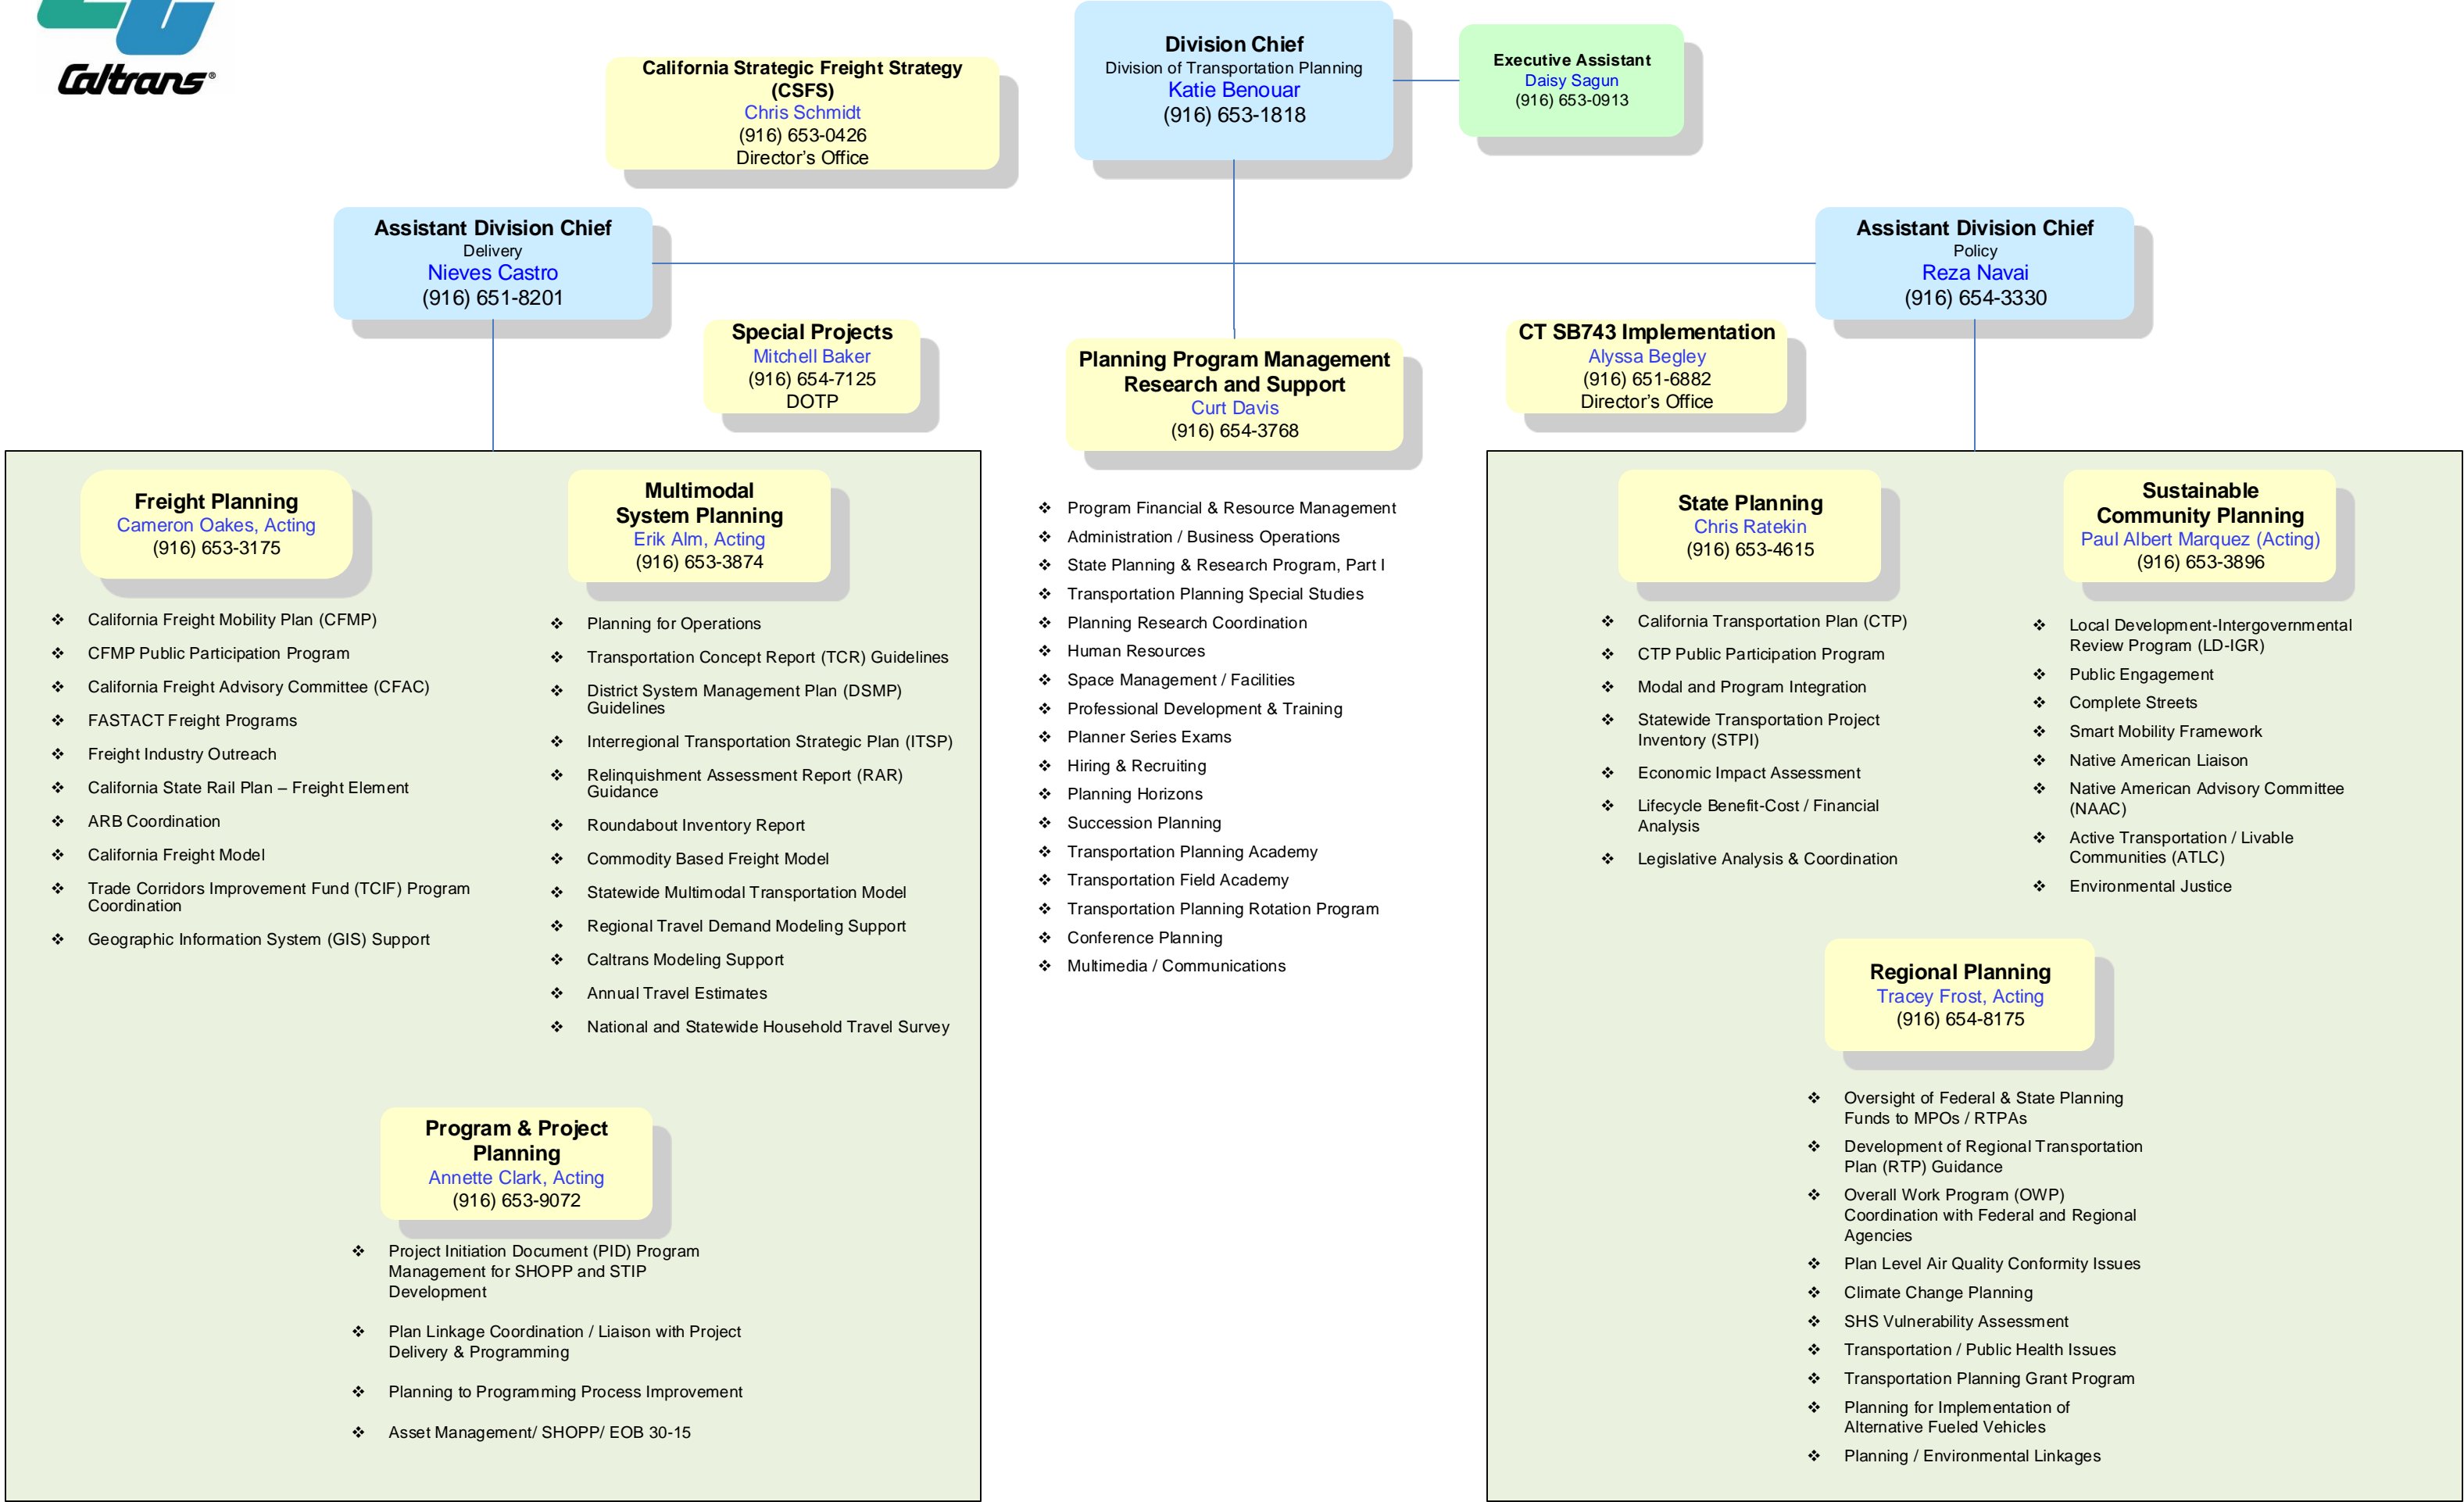 Caltrans®
California Strategic Freight Strategy
(CSFS)
Chris Schmidt
(916) 653-0426
Director’s Office
Division Chief
Division of Transportation Planning
Katie Benouar
(916) 653-1818
Executive Assistant
Daisy Sagun
(916) 653-0913
Assistant Division Chief
Delivery
Nieves Castro
(916) 651-8201
Assistant Division Chief
Policy
Reza Navai
(916) 654-3330
Special Projects
Mitchell Baker
(916) 654-7125
DOTP
Planning Program Management
Research and Support
Curt Davis
(916) 654-3768
CT SB743 Implementation
Alyssa Begley
(916) 651-6882
Director’s Office
Freight Planning
Cameron Oakes, Acting
(916) 653-3175
❖ California Freight Mobility Plan (CFMP)
❖ CFMP Public Participation Program
❖ California Freight Advisory Committee (CFAC)
❖ FASTACT Freight Programs
❖ Freight Industry Outreach
❖ California State Rail Plan – Freight Element
❖ ARB Coordination
❖ California Freight Model
❖ Trade Corridors Improvement Fund (TCIF) Program
Coordination
❖ Geographic Information System (GIS) Support
Multimodal
System Planning
Erik Alm, Acting
(916) 653-3874
❖ Planning for Operations
❖ Transportation Concept Report (TCR) Guidelines
❖ District System Management Plan (DSMP)
Guidelines
❖ Interregional Transportation Strategic Plan (ITSP)
❖ Relinquishment Assessment Report (RAR)
Guidance
❖ Roundabout Inventory Report
❖ Commodity Based Freight Model
❖ Statewide Multimodal Transportation Model
❖ Regional Travel Demand Modeling Support
❖ Caltrans Modeling Support
❖ Annual Travel Estimates
❖ National and Statewide Household Travel Survey
Program & Project
Planning
Annette Clark, Acting
(916) 653-9072
❖ Project Initiation Document (PID) Program
Management for SHOPP and STIP
Development
❖ Plan Linkage Coordination / Liaison with Project
Delivery & Programming
❖ Planning to Programming Process Improvement
❖ Asset Management/ SHOPP/ EOB 30-15
❖ Program Financial & Resource Management
❖ Administration / Business Operations
❖ State Planning & Research Program, Part I
❖ Transportation Planning Special Studies
❖ Planning Research Coordination
❖ Human Resources
❖ Space Management / Facilities
❖ Professional Development & Training
❖ Planner Series Exams
❖ Hiring & Recruiting
❖ Planning Horizons
❖ Succession Planning
❖ Transportation Planning Academy
❖ Transportation Field Academy
❖ Transportation Planning Rotation Program
❖ Conference Planning
❖ Multimedia / Communications
State Planning
Chris Ratekin
(916) 653-4615
❖ California Transportation Plan (CTP)
❖ CTP Public Participation Program
❖ Modal and Program Integration
❖ Statewide Transportation Project
Inventory (STPI)
❖ Economic Impact Assessment
❖ Lifecycle Benefit-Cost / Financial
Analysis
❖ Legislative Analysis & Coordination
Sustainable
Community Planning
Paul Albert Marquez (Acting)
(916) 653-3896
❖ Local Development-Intergovernmental
Review Program (LD-IGR)
❖ Public Engagement
❖ Complete Streets
❖ Smart Mobility Framework
❖ Native American Liaison
❖ Native American Advisory Committee
(NAAC)
❖ Active Transportation / Livable
Communities (ATLC)
❖ Environmental Justice
Regional Planning
Tracey Frost, Acting
(916) 654-8175
❖ Oversight of Federal & State Planning
Funds to MPOs / RTPAs
❖ Development of Regional Transportation
Plan (RTP) Guidance
❖ Overall Work Program (OWP)
Coordination with Federal and Regional
Agencies
❖ Plan Level Air Quality Conformity Issues
❖ Climate Change Planning
❖ SHS Vulnerability Assessment
❖ Transportation / Public Health Issues
❖ Transportation Planning Grant Program
❖ Planning for Implementation of
Alternative Fueled Vehicles
❖ Planning / Environmental Linkages